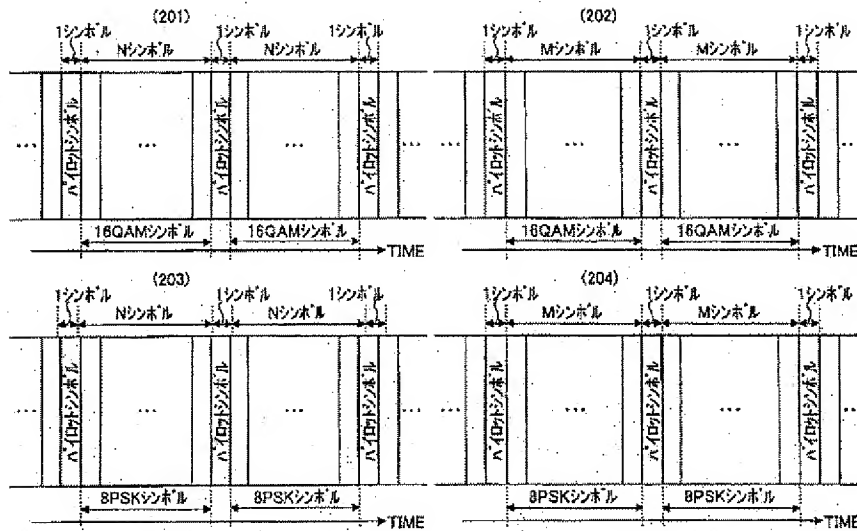 (201)
1シンボル Nシンボル 1シンボル Nシンボル 1シンボル
… パイロットシンボル … パイロットシンボル … パイロットシンボル …
16QAMシンボル 16QAMシンボル
TIME
(202)
1シンボル Mシンボル 1シンボル Mシンボル 1シンボル
… パイロットシンボル … パイロットシンボル … パイロットシンボル …
16QAMシンボル 16QAMシンボル
TIME
(203)
1シンボル Nシンボル 1シンボル Nシンボル 1シンボル
… パイロットシンボル … パイロットシンボル … パイロットシンボル …
8PSKシンボル 8PSKシンボル
TIME
(204)
1シンボル Mシンボル 1シンボル Mシンボル 1シンボル
… パイロットシンボル … パイロットシンボル … パイロットシンボル …
8PSKシンボル 8PSKシンボル
TIME